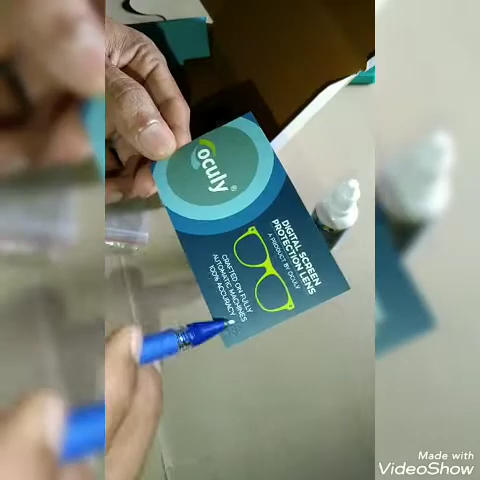 oculy®
DIGITAL SCREEN
PROTECTION LENS
A PRODUCT BY OCULY
CRAFTED ON FULLY
AUTOMATIC MACHINES
100% ACCURACY
Made with
VideoShow